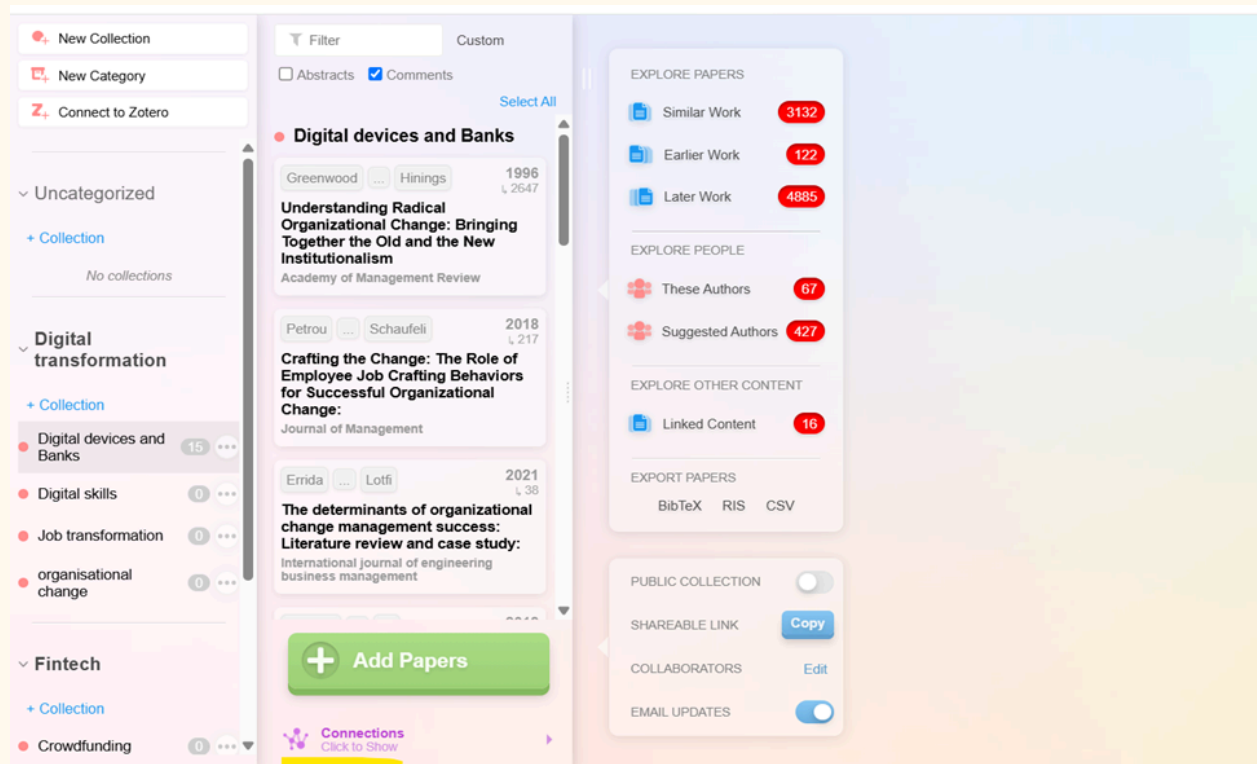 New Collection
New Category
Connect to Zotero
Uncategorized
+ Collection
No collections
Digital
transformation
+ Collection
Digital devices and
Banks
15
Digital skills
0
Job transformation
0
organisational
change
0
Fintech
+ Collection
Crowdfunding
0
Filter
Custom
Abstracts
Comments
Select All
Digital devices and Banks
Greenwood ... Hinings 1996
2647
Understanding Radical
Organizational Change: Bringing
Together the Old and the New
Institutionalism
Academy of Management Review
Petrou ... Schaufeli 2018
217
Crafting the Change: The Role of
Employee Job Crafting Behaviors
for Successful Organizational
Change:
Journal of Management
Errida ... Lotfi 2021
38
The determinants of organizational
change management success:
Literature review and case study:
International journal of engineering
business management
Add Papers
Connections
Click to Show
EXPLORE PAPERS
Similar Work 3132
Earlier Work 122
Later Work 4885
EXPLORE PEOPLE
These Authors 67
Suggested Authors 427
EXPLORE OTHER CONTENT
Linked Content 16
EXPORT PAPERS
BibTeX RIS CSV
PUBLIC COLLECTION
SHAREABLE LINK Copy
COLLABORATORS Edit
EMAIL UPDATES